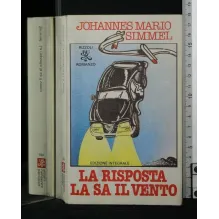 JOHANNES MARIO
SIMMEL
RIZZOLI
ROMANZI
EDIZIONE INTEGRALE
LA RISPOSTA
LA SA IL VENTO